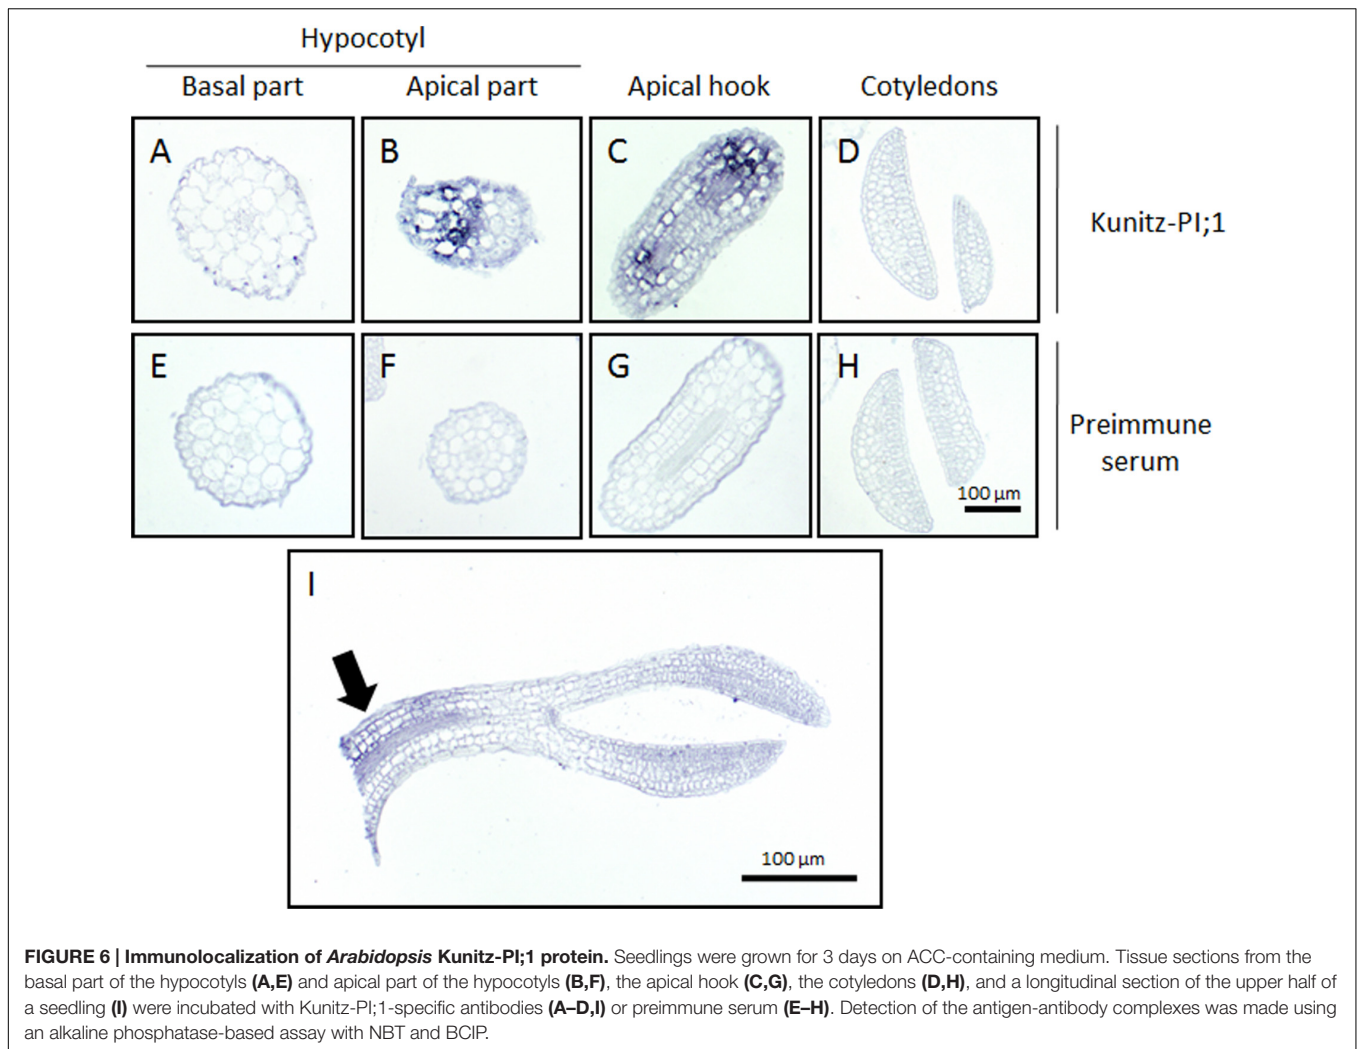 Hypocotyl
Basal part Apical part Apical hook Cotyledons
A B C D
Kunitz-PI;1
E F G H
Preimmune
serum
100 µm
I
100 µm
FIGURE 6 | Immunolocalization of Arabidopsis Kunitz-PI;1 protein. Seedlings were grown for 3 days on ACC-containing medium. Tissue sections from the
basal part of the hypocotyls (A,E) and apical part of the hypocotyls (B,F), the apical hook (C,G), the cotyledons (D,H), and a longitudinal section of the upper half of
a seedling (I) were incubated with Kunitz-PI;1-specific antibodies (A–D,I) or preimmune serum (E–H). Detection of the antigen-antibody complexes was made using
an alkaline phosphatase-based assay with NBT and BCIP.